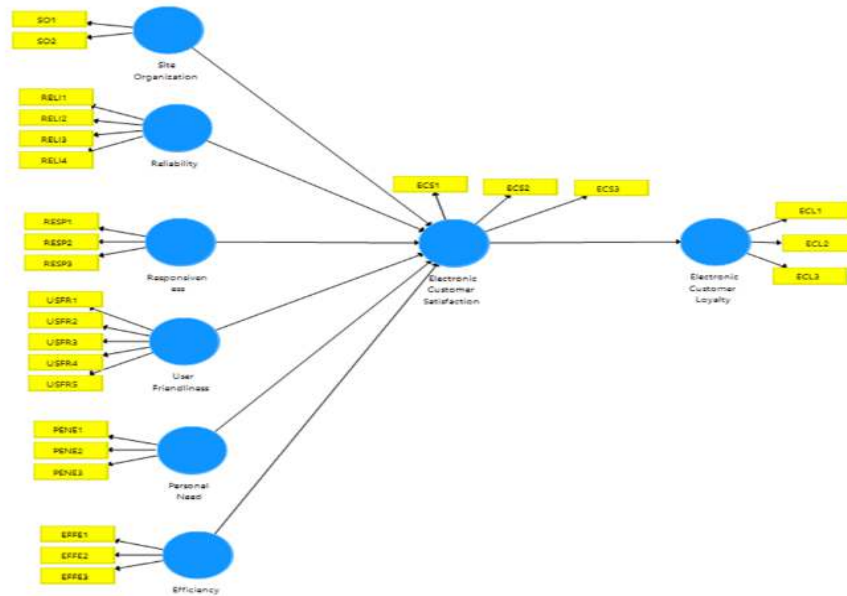 SO1
SO2
Site
Organization
RELI1
RELI2
RELI3
RELI4
Reliability
ECS1
ECS2
ECS3
RESP1
RESP2
RESP3
Responsiven
ess
Electronic
Customer
Satisfaction
ECL1
ECL2
ECL3
Electronic
Customer
Loyalty
USFR1
USFR2
USFR3
USFR4
USFR5
User
Friendliness
PENE1
PENE2
PENE3
Personal
Need
EFFE1
EFFE2
EFFE3
Efficiency